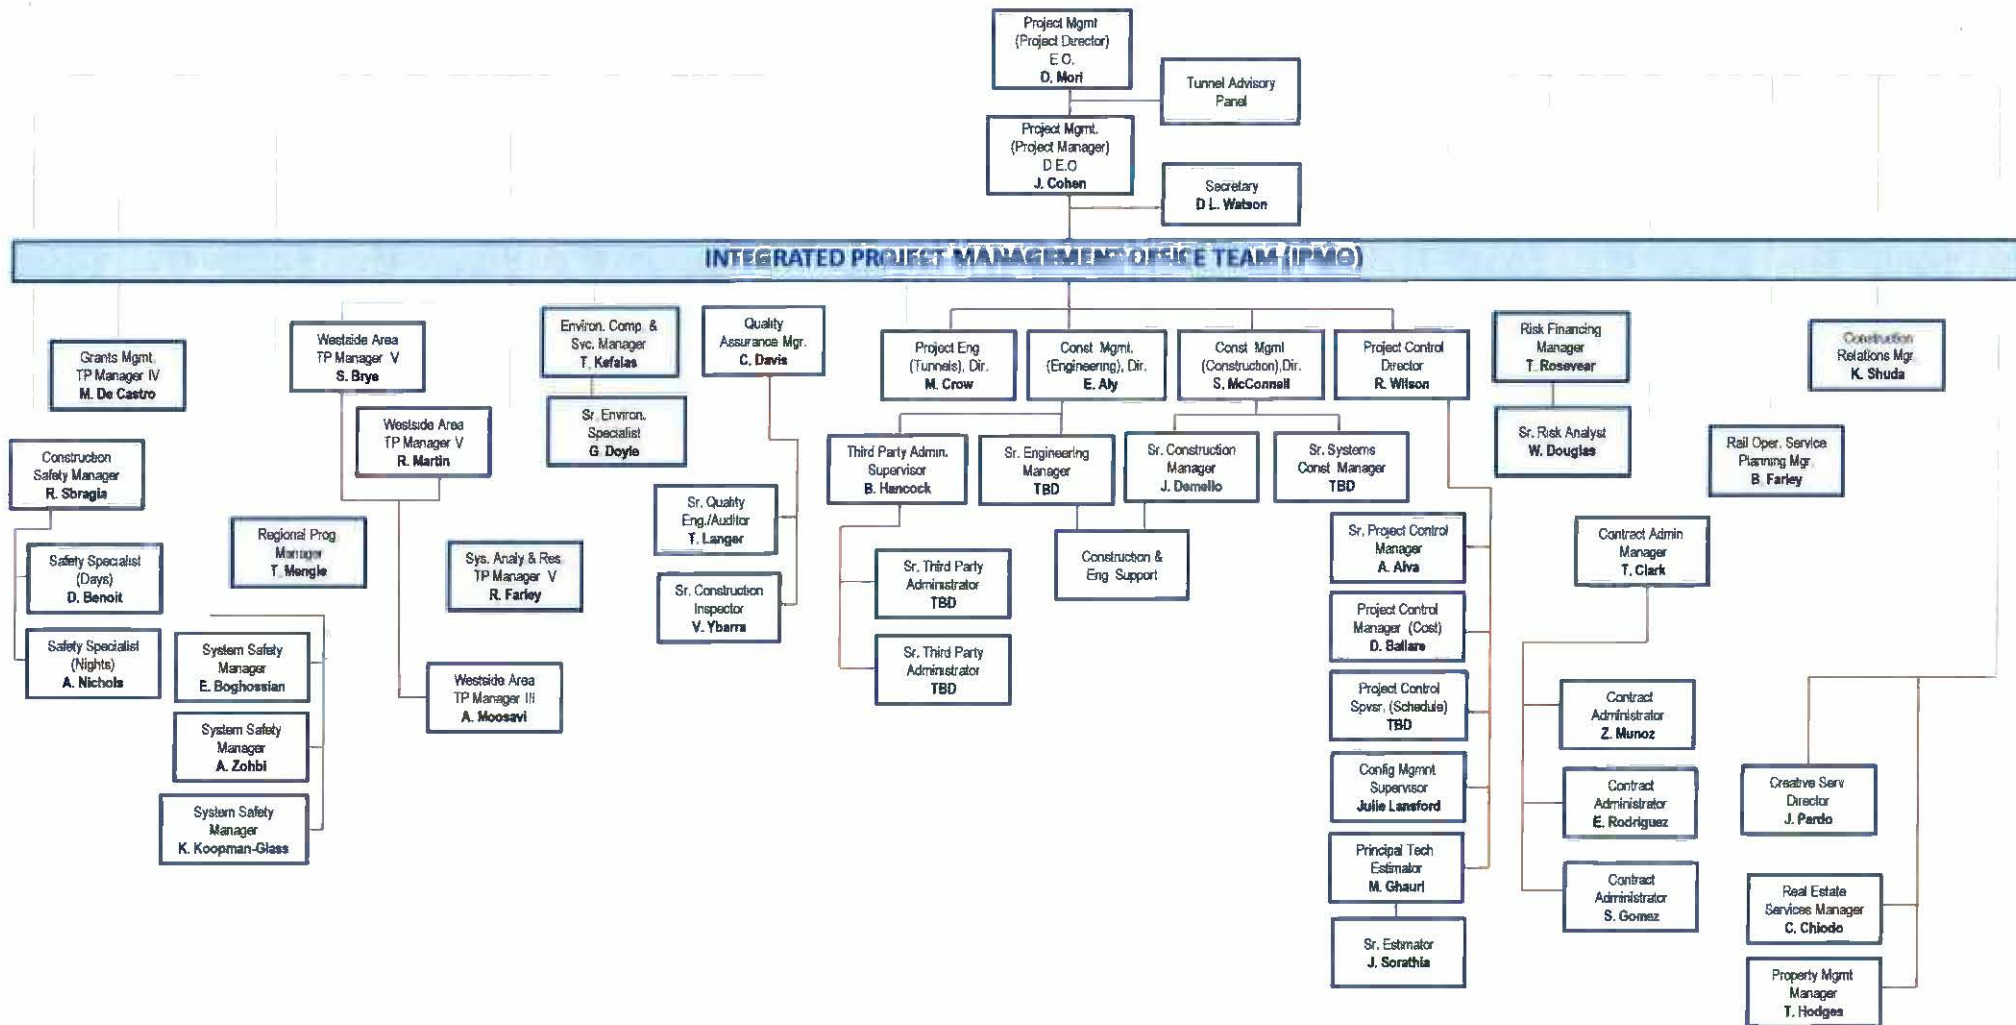 Project Mgmt
(Project Director)
E.O.
D. Mori
Tunnel Advisory
Panel
Project Mgmt.
(Project Manager)
D E.O
J. Cohen
Secretary
D L. Watson
INTEGRATED PROJECT MANAGEMENT OFFICE TEAM (IPMO)
Grants Mgmt.
TP Manager IV
M. De Castro
Westside Area
TP Manager V
S. Brye
Westside Area
TP Manager V
R. Martin
Environ. Comp. &
Svc. Manager
T. Kefalas
Sr. Environ.
Specialist
G. Doyle
Quality
Assurance Mgr.
C. Davis
Project Eng
(Tunnels), Dir.
M. Crow
Const Mgmt.
(Engineering), Dir.
E. Aly
Const Mgmt
(Construction), Dir.
S. McConnell
Project Control
Director
R. Wilson
Risk Financing
Manager
T. Rosevear
Sr. Risk Analyst
W. Douglas
Construction
Relations Mgr.
K. Shuda
Rail Oper. Service
Planning Mgr.
B. Farley
Construction
Safety Manager
R. Sbragia
Safety Specialist
(Days)
D. Benoit
Safety Specialist
(Nights)
A. Nichols
Regional Prog
Manager
T. Mengle
System Safety
Manager
E. Boghossian
System Safety
Manager
A. Zohbi
System Safety
Manager
K. Koopman-Glass
Sys. Analy & Res.
TP Manager V
R. Farley
Westside Area
TP Manager III
A. Moosavi
Sr. Quality
Eng./Auditor
T. Langer
Sr. Construction
Inspector
V. Ybarra
Third Party Admin.
Supervisor
B. Hancock
Sr. Engineering
Manager
TBD
Sr. Construction
Manager
J. Demello
Sr. Systems
Const Manager
TBD
Sr. Third Party
Administrator
TBD
Sr. Third Party
Administrator
TBD
Construction &
Eng Support
Sr. Project Control
Manager
A. Alva
Project Control
Manager (Cost)
D. Ballare
Project Control
Spvsr. (Schedule)
TBD
Config Mgmnt
Supervisor
Julie Lansford
Principal Tech
Estimator
M. Ghauri
Sr. Estimator
J. Sorathia
Contract Admin
Manager
T. Clark
Contract
Administrator
Z. Munoz
Contract
Administrator
E. Rodriguez
Contract
Administrator
S. Gomez
Creative Serv
Director
J. Pardo
Real Estate
Services Manager
C. Chiodo
Property Mgmt
Manager
T. Hodges